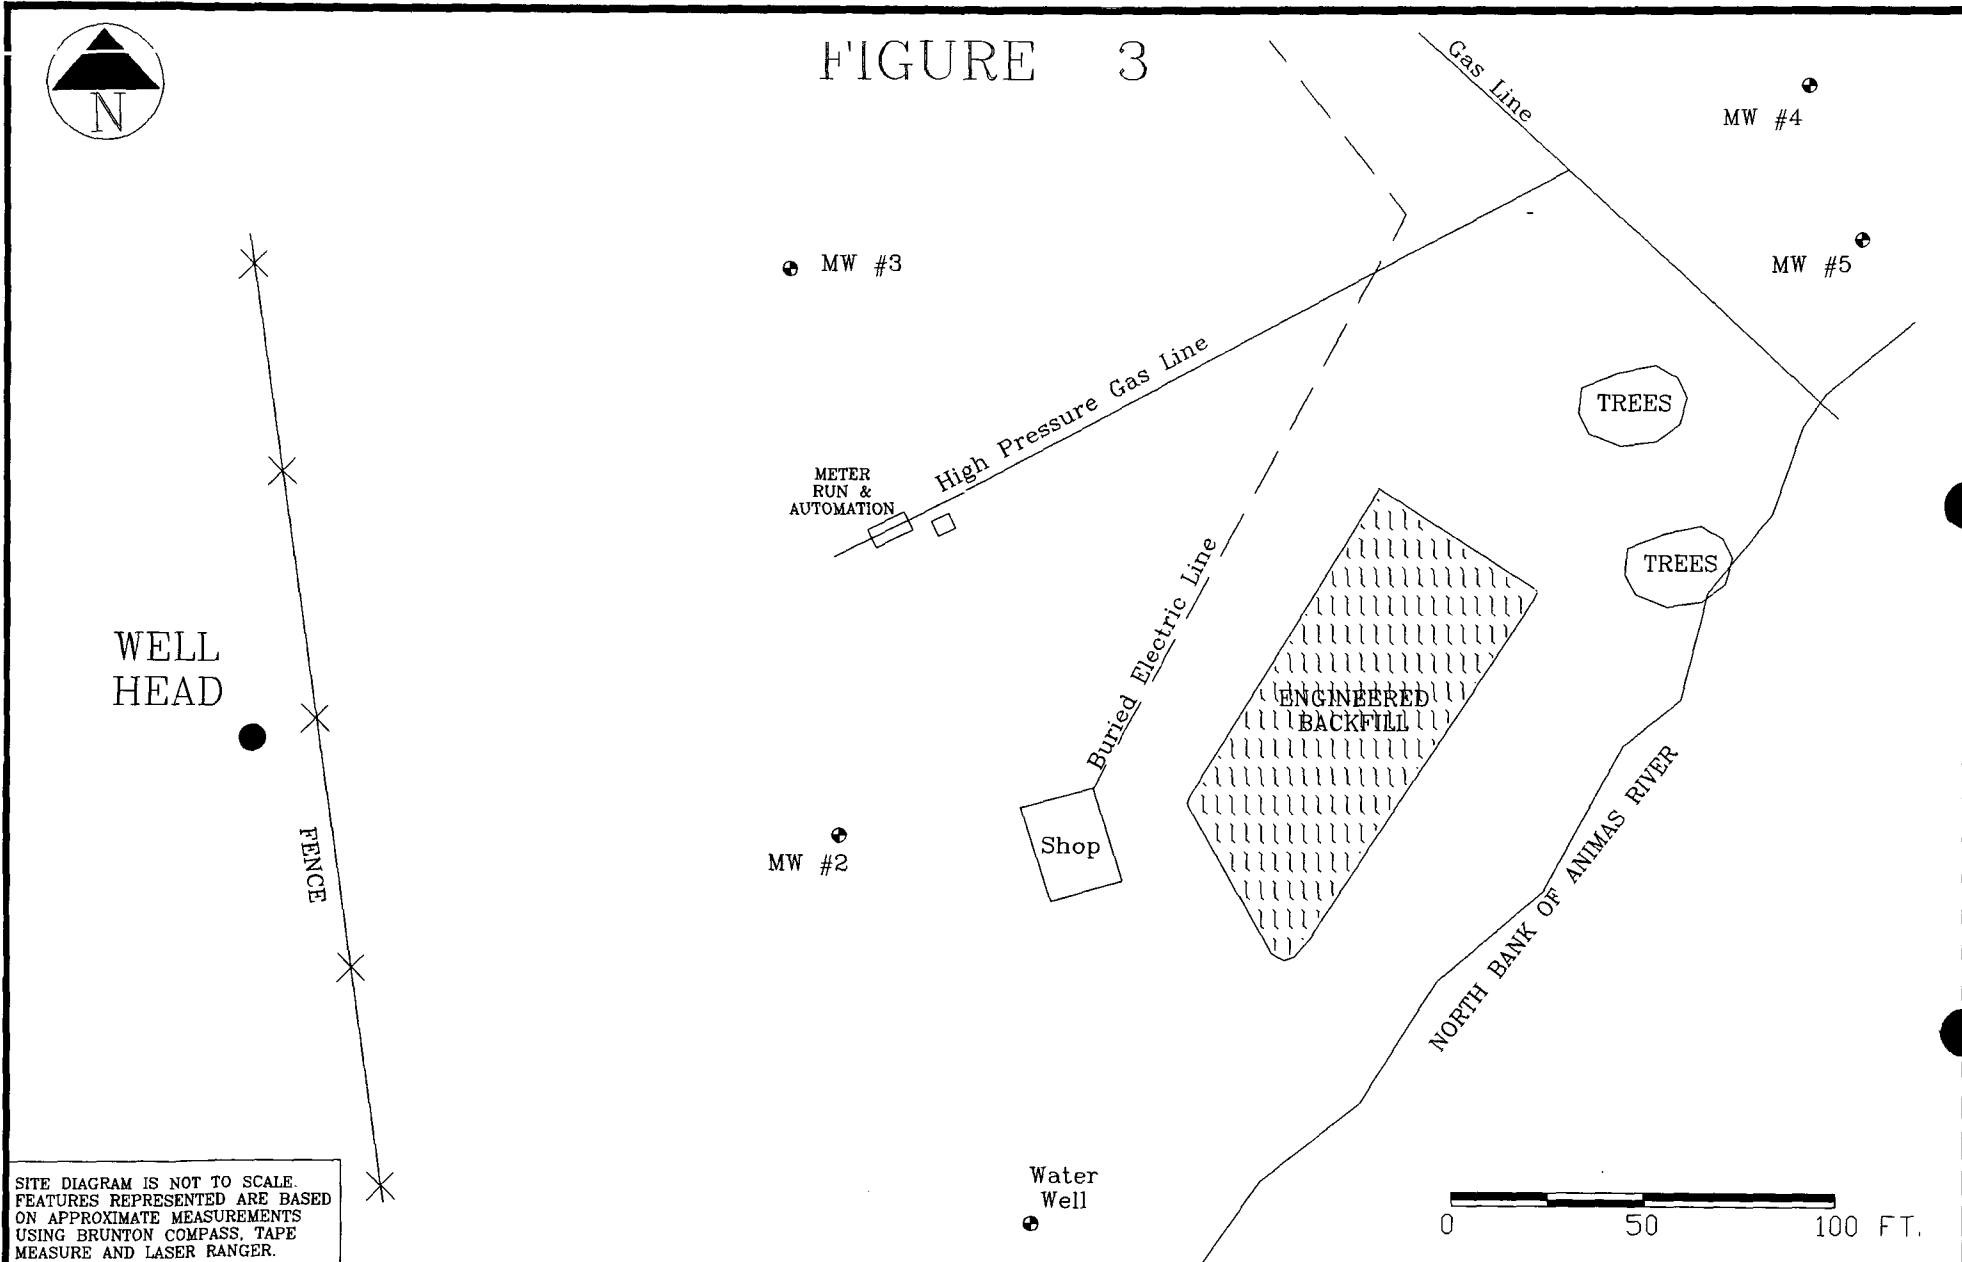 N
FIGURE 3
Gas Line
MW #4
MW #3
MW #5
High Pressure Gas Line
TREES
METER
RUN &
AUTOMATION
TREES
Buried Electric Line
WELL
HEAD
ENGINEERED
BACKFILL
FENCE
MW #2
Shop
NORTH BANK OF ANIMAS RIVER
Water
Well
SITE DIAGRAM IS NOT TO SCALE.
FEATURES REPRESENTED ARE BASED
ON APPROXIMATE MEASUREMENTS
USING BRUNTON COMPASS, TAPE
MEASURE AND LASER RANGER.
0 50 100 FT.